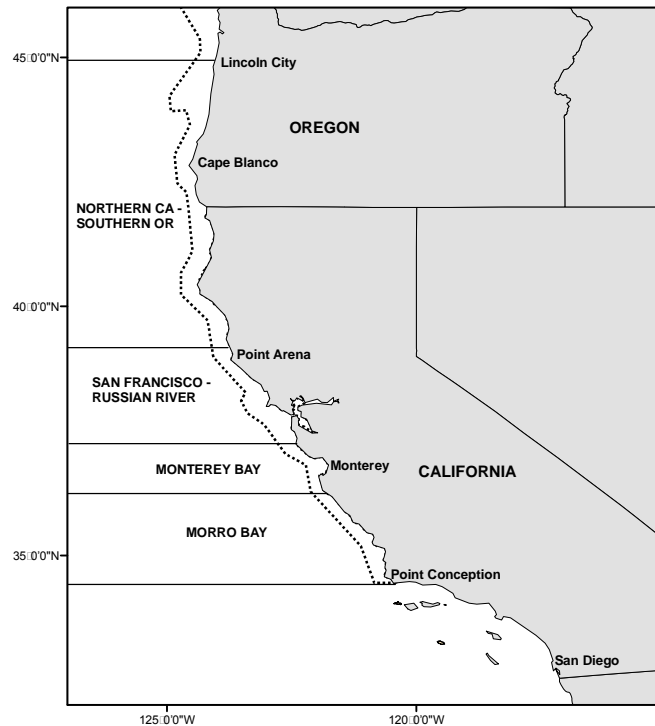 45□0'0"N
Lincoln City
OREGON
Cape Blanco
NORTHERN CA -
SOUTHERN OR
40□0'0"N
Point Arena
SAN FRANCISCO -
RUSSIAN RIVER
MONTEREY BAY
Monterey
CALIFORNIA
MORRO BAY
35□0'0"N
Point Conception
San Diego
125□0'0"W
120□0'0"W